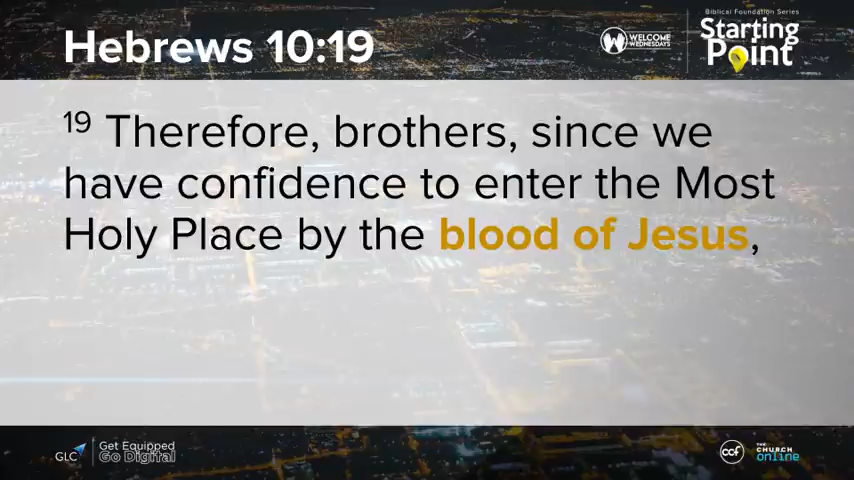 Hebrews 10:19
WELCOME
WEDNESDAYS
Biblical Foundation Series
Starting
Point
19 Therefore, brothers, since we
have confidence to enter the Most
Holy Place by the blood of Jesus,
GLC
Get Equipped
Go Digital
ccf
THE
CHURCH
online